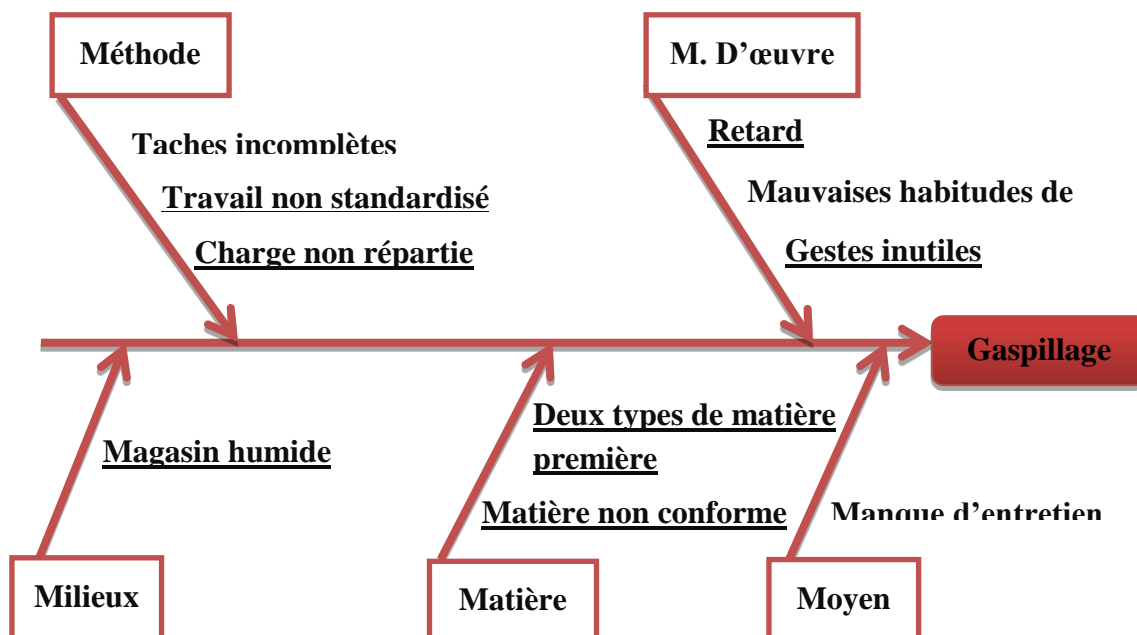 Méthode
M. D'œuvre
Taches incomplètes
Retard
Travail non standardisé
Mauvaises habitudes de
Charge non répartie
Gestes inutiles
Gaspillage
Deux types de matière
première
Magasin humide
Matière non conforme
Manque d'entretien
Milieux
Matière
Moyen